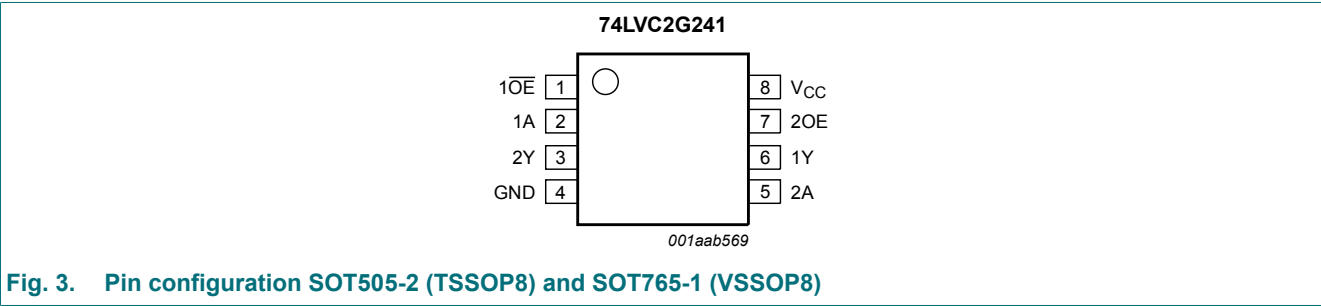 74LVC2G241
1O̅E̅ 1 8 VCC
1A 2 7 2OE
2Y 3 6 1Y
GND 4 5 2A
001aab569
Fig. 3. Pin configuration SOT505-2 (TSSOP8) and SOT765-1 (VSSOP8)